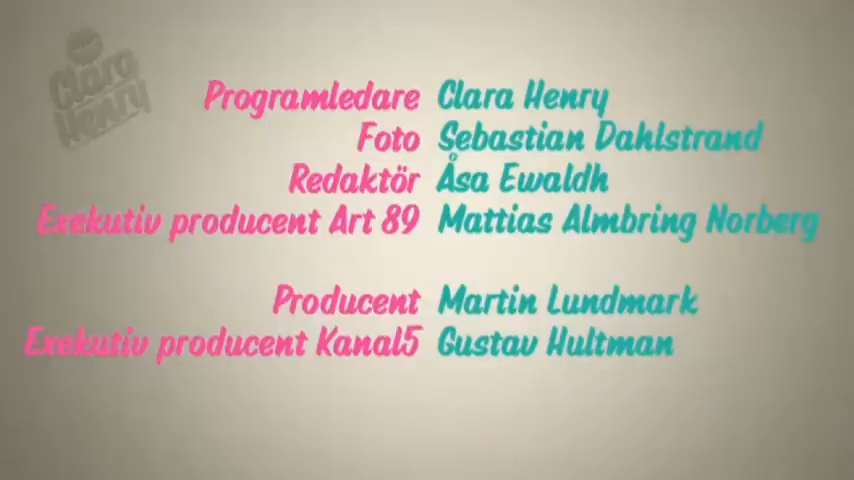 Clara
Henry
Programledare Clara Henry
Foto Sebastian Dahlstrand
Redaktör Åsa Ewaldh
Exekutiv producent Art 89 Mattias Almbring Norberg
Producent Martin Lundmark
Exekutiv producent Kanal5 Gustav Hultman